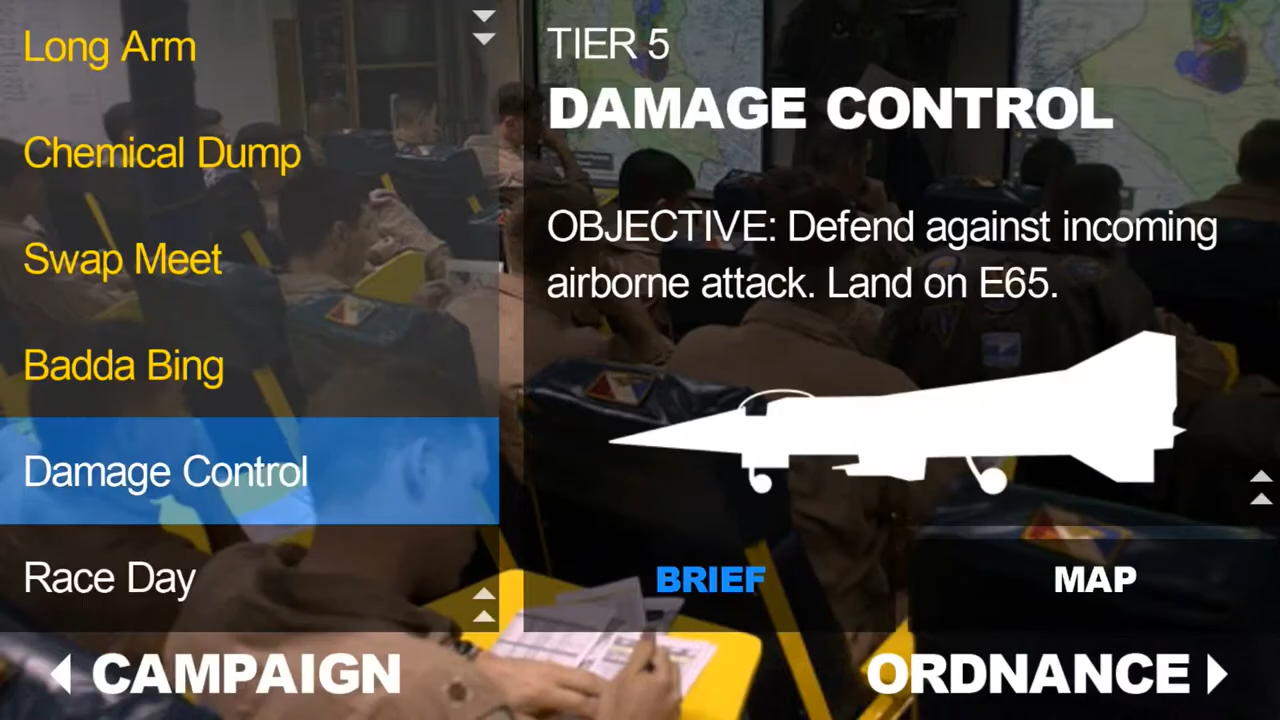 Long Arm
Chemical Dump
Swap Meet
Badda Bing
Damage Control
Race Day
TIER 5
DAMAGE CONTROL
OBJECTIVE: Defend against incoming
airborne attack. Land on E65.
BRIEF
MAP
CAMPAIGN
ORDNANCE